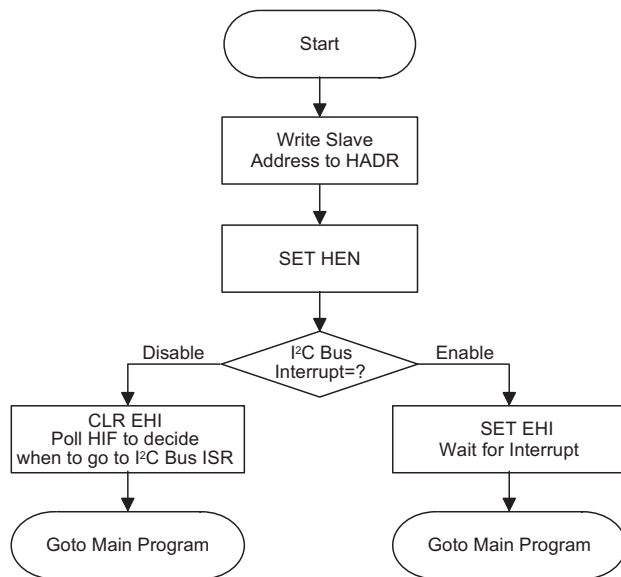 Start
Write Slave
Address to HADR
SET HEN
I²C Bus
Interrupt=?
Disable
Enable
CLR EHI
Poll HIF to decide
when to go to I²C Bus ISR
SET EHI
Wait for Interrupt
Goto Main Program
Goto Main Program